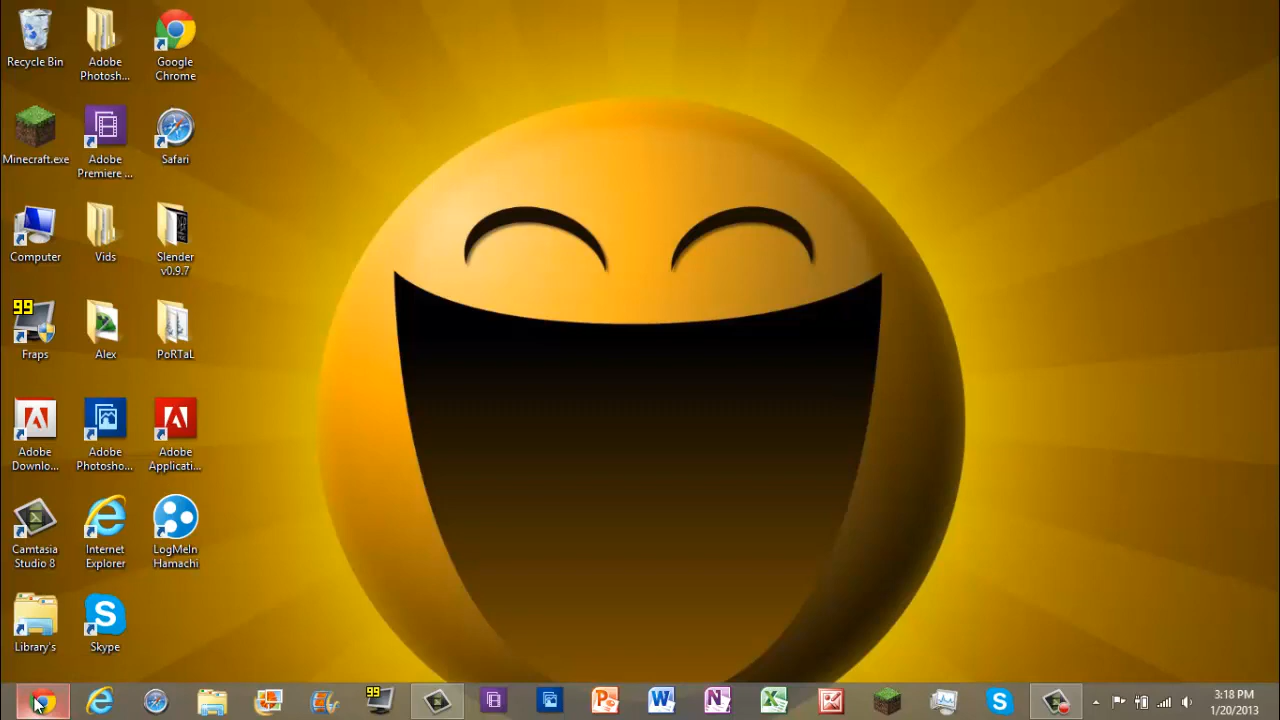 Recycle Bin
Adobe
Photosh...
Google
Chrome
Minecraft.exe
Adobe
Premiere ...
Safari
Computer
Vids
Slender
v0.9.7
99
Fraps
Alex
PoRTaL
Adobe
Downlo...
Adobe
Photosho...
Adobe
Applicati...
Camtasia
Studio 8
Internet
Explorer
LogMeIn
Hamachi
Library's
S
Skype
99
P
W
N
X
S
3:18 PM
1/20/2013